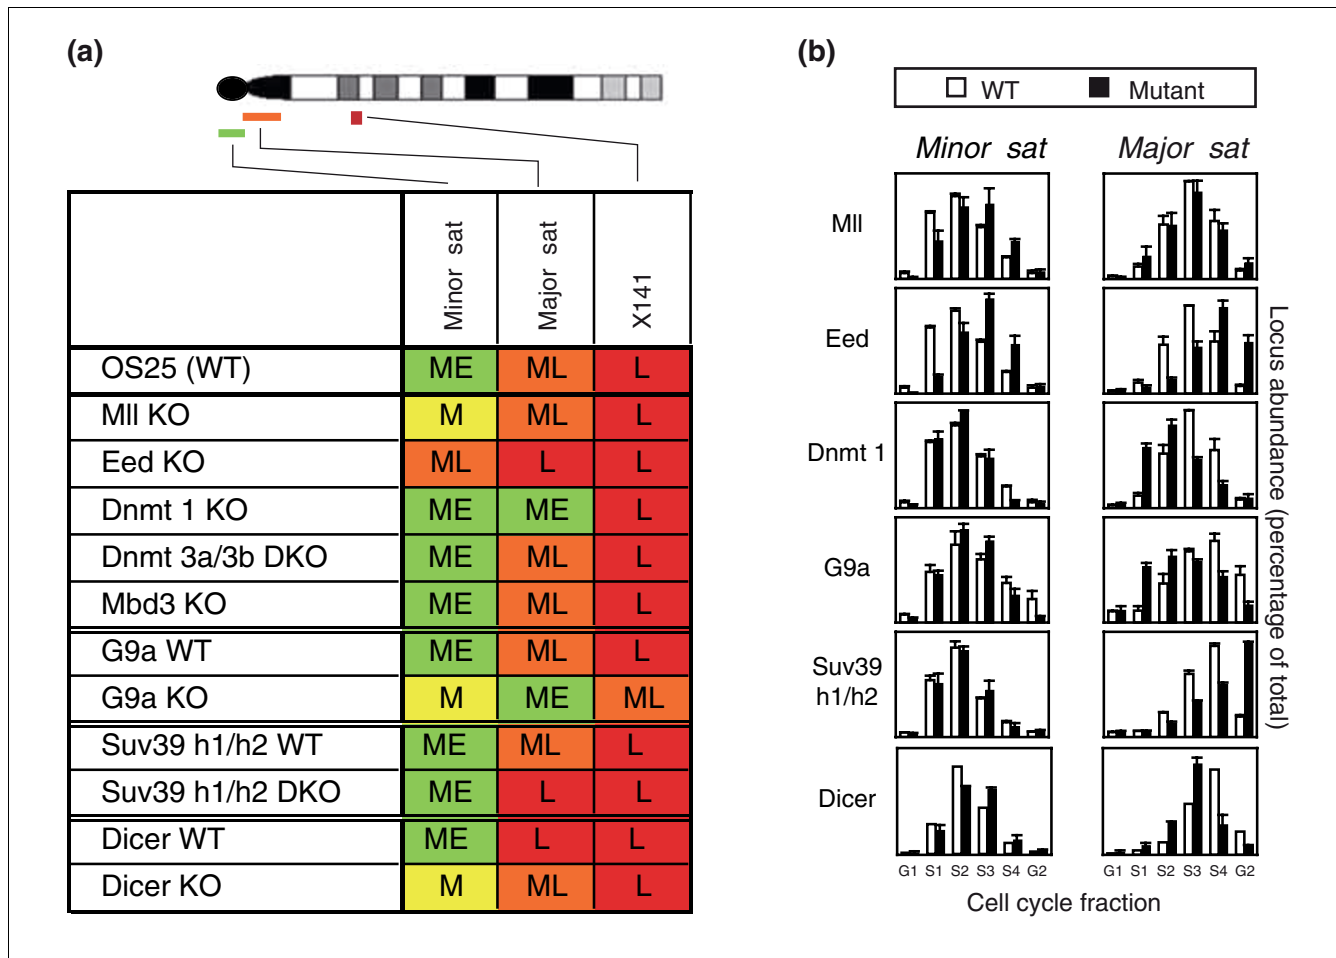 (a)
Minor sat
Major sat
X141
OS25 (WT) ME ML L
Mll KO M ML L
Eed KO ML L L
Dnmt 1 KO ME ME L
Dnmt 3a/3b DKO ME ML L
Mbd3 KO ME ML L
G9a WT ME ML L
G9a KO M ME ML
Suv39 h1/h2 WT ME ML L
Suv39 h1/h2 DKO ME L L
Dicer WT ME L L
Dicer KO M ML L
(b)
WT Mutant
Minor sat Major sat
Mll
Eed
Dnmt 1
G9a
Suv39
h1/h2
Dicer
G1 S1 S2 S3 S4 G2 G1 S1 S2 S3 S4 G2
Cell cycle fraction
Locus abundance (percentage of total)